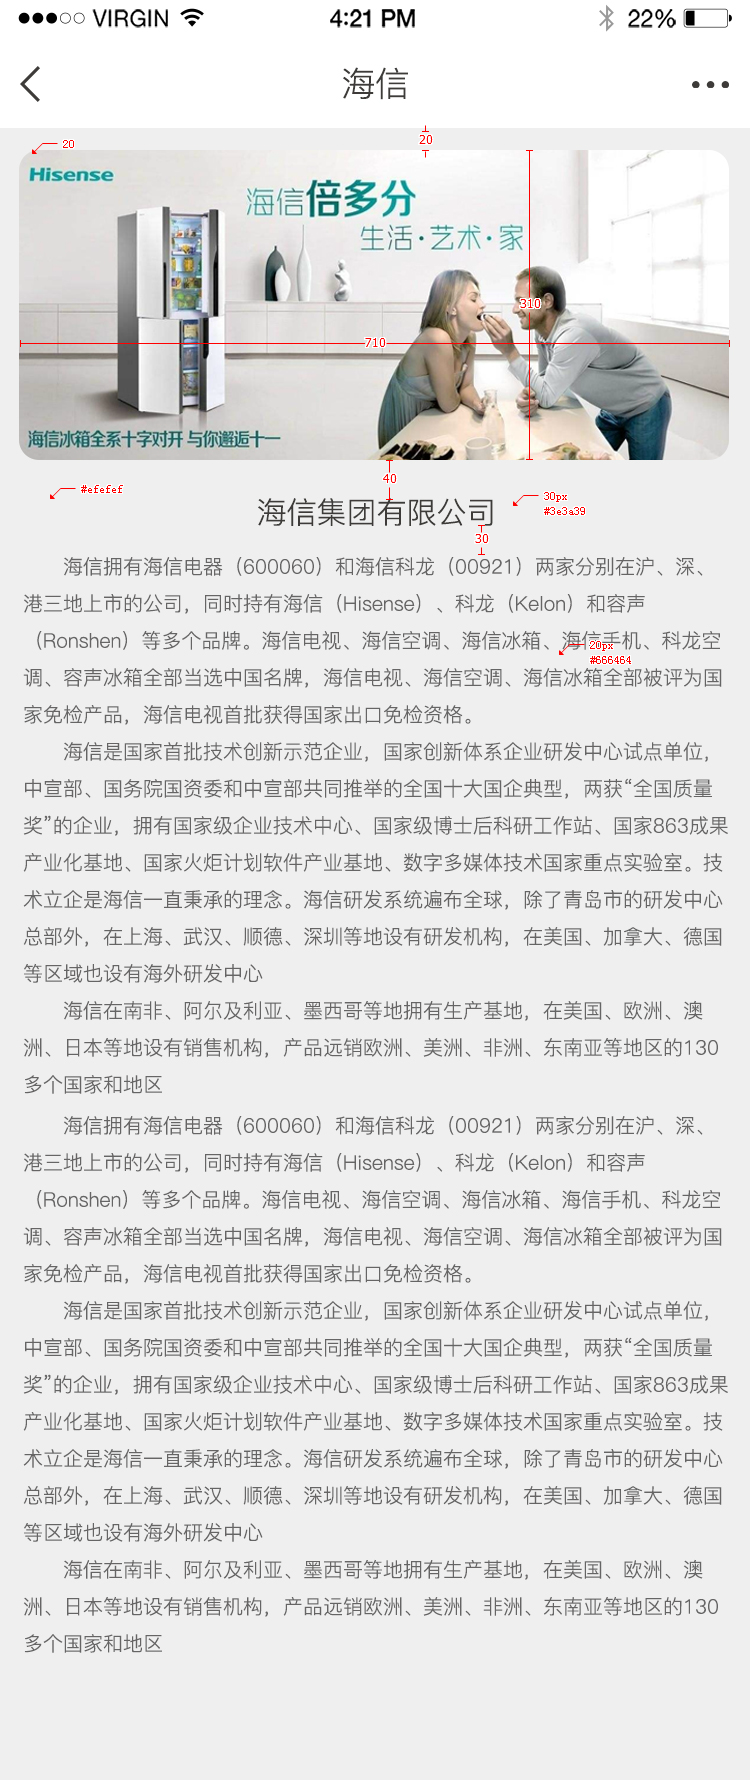 VIRGIN 4:21 PM 22%
海信
20
20
Hisense
海信倍多分
生活·艺术·家
310
710
海信冰箱全系十字对开 与你邂逅十一
40
#efefef
30px
#3e3a39
海信集团有限公司
30
海信拥有海信电器（600060）和海信科龙（00921）两家分别在沪、深、
港三地上市的公司，同时持有海信（Hisense）、科龙（Kelon）和容声
（Ronshen）等多个品牌。海信电视、海信空调、海信冰箱、海信手机、科龙空
20px
#666464
调、容声冰箱全部当选中国名牌，海信电视、海信空调、海信冰箱全部被评为国
家免检产品，海信电视首批获得国家出口免检资格。
海信是国家首批技术创新示范企业，国家创新体系企业研发中心试点单位，
中宣部、国务院国资委和中宣部共同推举的全国十大国企典型，两获“全国质量
奖”的企业，拥有国家级企业技术中心、国家级博士后科研工作站、国家863成果
产业化基地、国家火炬计划软件产业基地、数字多媒体技术国家重点实验室。技
术立企是海信一直秉承的理念。海信研发系统遍布全球，除了青岛市的研发中心
总部外，在上海、武汉、顺德、深圳等地设有研发机构，在美国、加拿大、德国
等区域也设有海外研发中心
海信在南非、阿尔及利亚、墨西哥等地拥有生产基地，在美国、欧洲、澳
洲、日本等地设有销售机构，产品远销欧洲、美洲、非洲、东南亚等地区的130
多个国家和地区
海信拥有海信电器（600060）和海信科龙（00921）两家分别在沪、深、
港三地上市的公司，同时持有海信（Hisense）、科龙（Kelon）和容声
（Ronshen）等多个品牌。海信电视、海信空调、海信冰箱、海信手机、科龙空
调、容声冰箱全部当选中国名牌，海信电视、海信空调、海信冰箱全部被评为国
家免检产品，海信电视首批获得国家出口免检资格。
海信是国家首批技术创新示范企业，国家创新体系企业研发中心试点单位，
中宣部、国务院国资委和中宣部共同推举的全国十大国企典型，两获“全国质量
奖”的企业，拥有国家级企业技术中心、国家级博士后科研工作站、国家863成果
产业化基地、国家火炬计划软件产业基地、数字多媒体技术国家重点实验室。技
术立企是海信一直秉承的理念。海信研发系统遍布全球，除了青岛市的研发中心
总部外，在上海、武汉、顺德、深圳等地设有研发机构，在美国、加拿大、德国
等区域也设有海外研发中心
海信在南非、阿尔及利亚、墨西哥等地拥有生产基地，在美国、欧洲、澳
洲、日本等地设有销售机构，产品远销欧洲、美洲、非洲、东南亚等地区的130
多个国家和地区